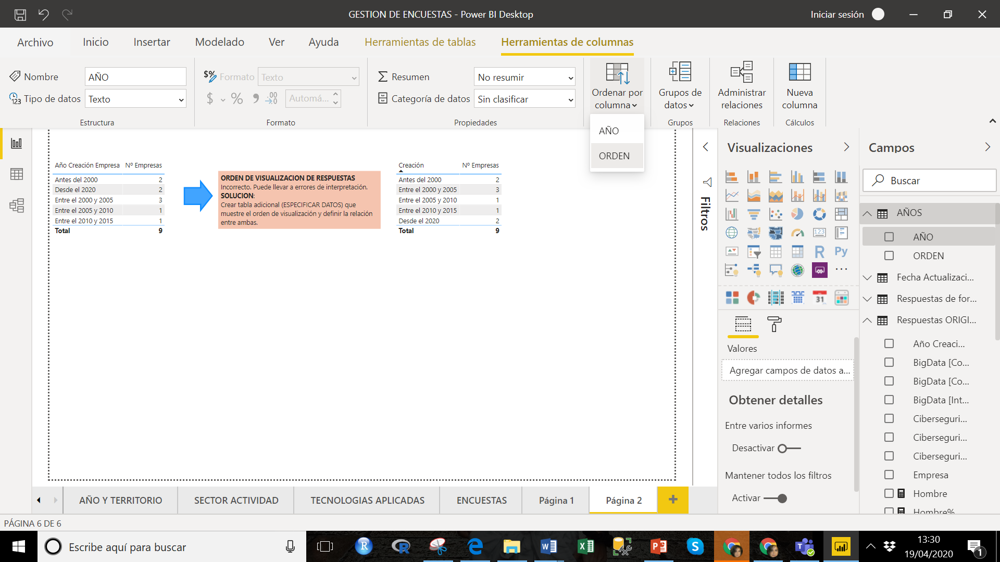 GESTION DE ENCUESTAS - Power BI Desktop
Iniciar sesión
Archivo
Inicio
Insertar
Modelado
Ver
Ayuda
Herramientas de tablas
Herramientas de columnas
Nombre
AÑO
Tipo de datos
Texto
Estructura
$%
Formato
Texto
$
%
,00
Automá...
Formato
Resumen
No resumir
Categoría de datos
Sin clasificar
Propiedades
Ordenar por
columna
AÑO
ORDEN
Grupos de
datos
Grupos
Administrar
relaciones
Relaciones
Nueva
columna
Cálculos
Año Creación Empresa Nº Empresas
Antes del 2000 2
Desde el 2020 2
Entre el 2000 y 2005 3
Entre el 2005 y 2010 1
Entre el 2010 y 2015 1
Total 9
ORDEN DE VISUALIZACION DE RESPUESTAS
Incorrecto. Puede llevar a errores de interpretación.
SOLUCION:
Crear tabla adicional (ESPECIFICAR DATOS) que
muestre el orden de visualización y definir la relación
entre ambas.
Creación Nº Empresas
Antes del 2000 2
Entre el 2000 y 2005 3
Entre el 2005 y 2010 1
Entre el 2010 y 2015 1
Desde el 2020 2
Total 9
Filtros
Visualizaciones
123
R
Py
31
Valores
Agregar campos de datos a...
Obtener detalles
Entre varios informes
Desactivar
Mantener todos los filtros
Activar
Campos
Buscar
AÑOS
AÑO
ORDEN
Fecha Actualizaci...
Respuestas de for...
Respuestas ORIGI...
Año Creaci...
BigData [Co...
BigData [Co...
BigData [Int...
Ciberseguri...
Ciberseguri...
Ciberseguri...
Empresa
Hombre
Hombre%
AÑO Y TERRITORIO
SECTOR ACTIVIDAD
TECNOLOGIAS APLICADAS
ENCUESTAS
Página 1
Página 2
PÁGINA 6 DE 6
Escribe aquí para buscar
13:30
19/04/2020
1